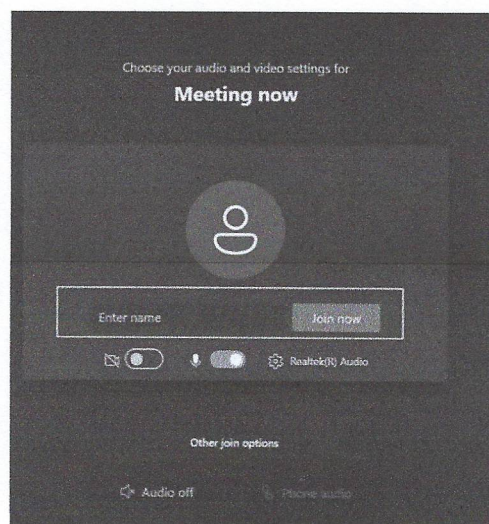 Choose your audio and video settings for
Meeting now
Enter name Join now
Realtek(R) Audio
Other join options
Audio off Phone audio